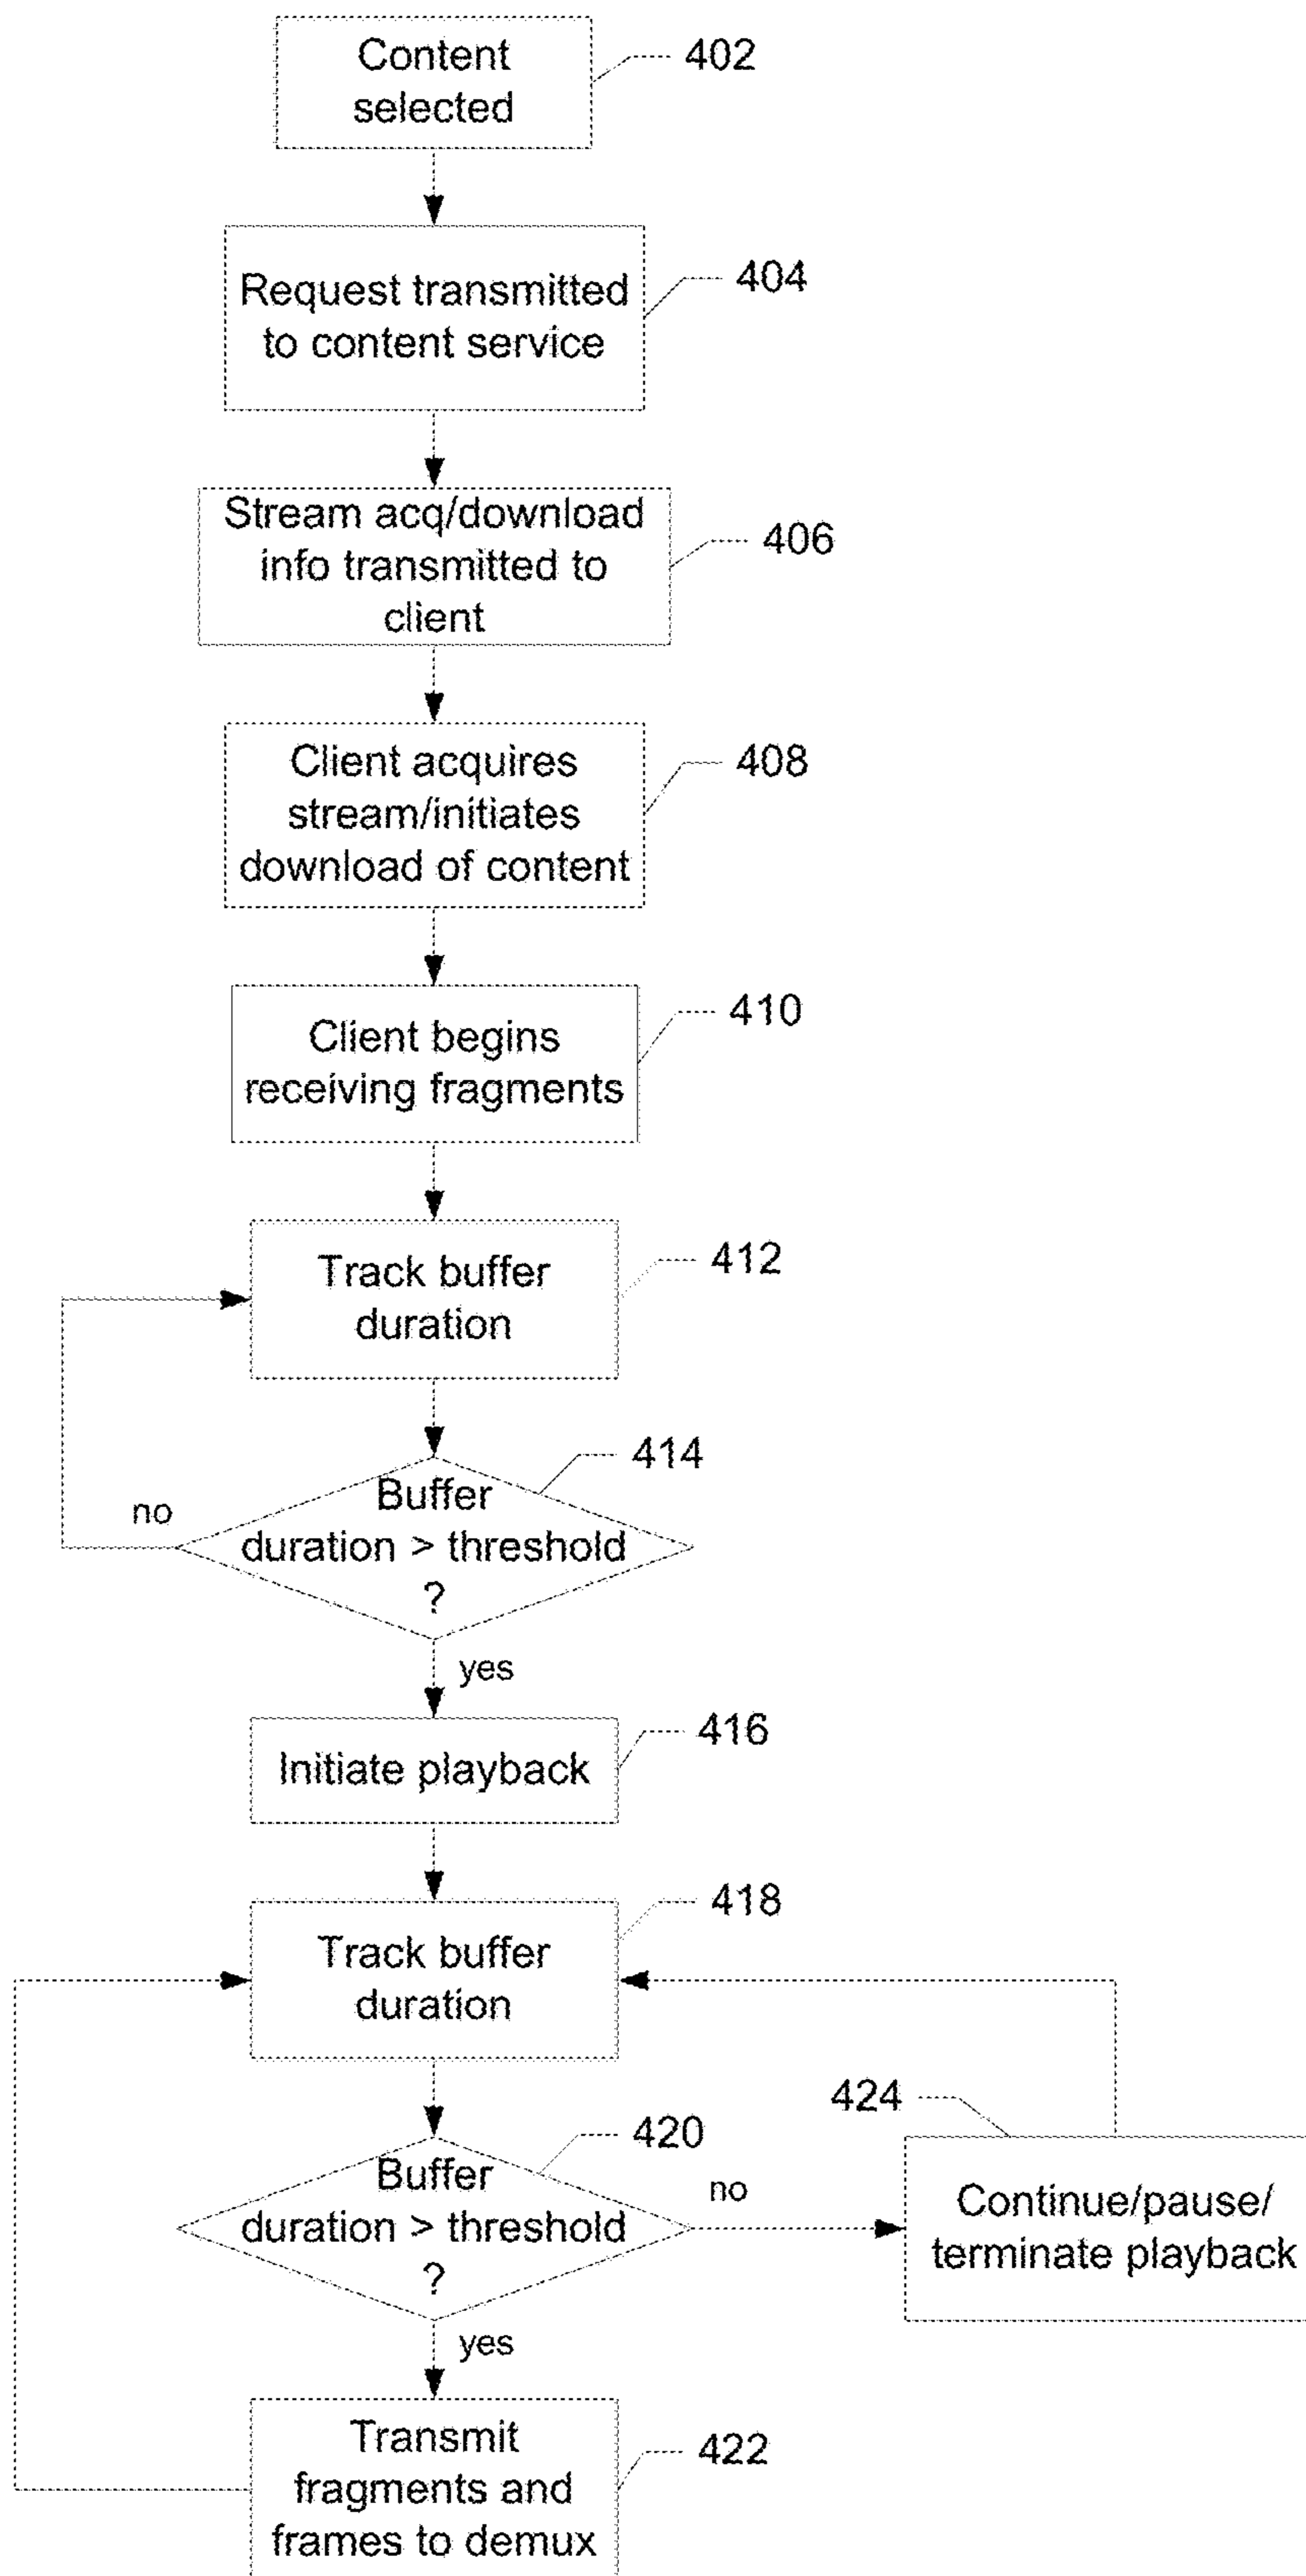 Content
selected
402
Request transmitted
to content service
404
Stream acq/download
info transmitted to
client
406
Client acquires
stream/initiates
download of content
408
Client begins
receiving fragments
410
Track buffer
duration
412
Buffer
duration > threshold
?
414
no
yes
Initiate playback
416
Track buffer
duration
418
Buffer
duration > threshold
?
420
no
424
Continue/pause/
terminate playback
yes
Transmit
fragments and
frames to demux
422